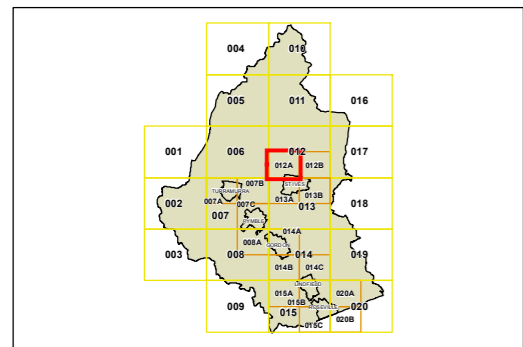 004 010
005 011 016
001 006 012 017
012A 012B
007B ST.IVES
TURRAMURRA
002 007A 007C 013A 013B 018
007 013
PYMBLE
014A
008A GORDON
003 008 014 019
014B 014C
LINDFIELD
015A 020A
009 015B ROSEVILLE 020
015 020B
015C